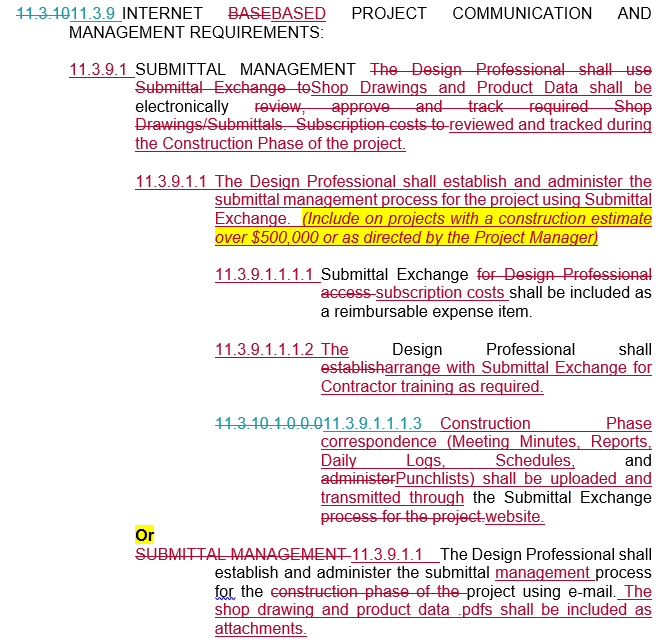 11.3.1011.3.9 INTERNET BASEBASED PROJECT COMMUNICATION AND
MANAGEMENT REQUIREMENTS:
11.3.9.1 SUBMITTAL MANAGEMENT The Design Professional shall use
Submittal Exchange toShop Drawings and Product Data shall be
electronically review, approve and track required Shop
Drawings/Submittals. Subscription costs to reviewed and tracked during
the Construction Phase of the project.
11.3.9.1.1 The Design Professional shall establish and administer the
submittal management process for the project using Submittal
Exchange. (Include on projects with a construction estimate
over $500,000 or as directed by the Project Manager)
11.3.9.1.1.1.1 Submittal Exchange for Design Professional
access subscription costs shall be included as
a reimbursable expense item.
11.3.9.1.1.1.2 The Design Professional shall
establisharrange with Submittal Exchange for
Contractor training as required.
11.3.10.1.0.0.011.3.9.1.1.1.3 Construction Phase
correspondence (Meeting Minutes, Reports,
Daily Logs, Schedules, and
administerPunchlists) shall be uploaded and
transmitted through the Submittal Exchange
process for the project.website.
Or
SUBMITTAL MANAGEMENT 11.3.9.1.1 The Design Professional shall
establish and administer the submittal management process
for the construction phase of the project using e-mail. The
shop drawing and product data .pdfs shall be included as
attachments.